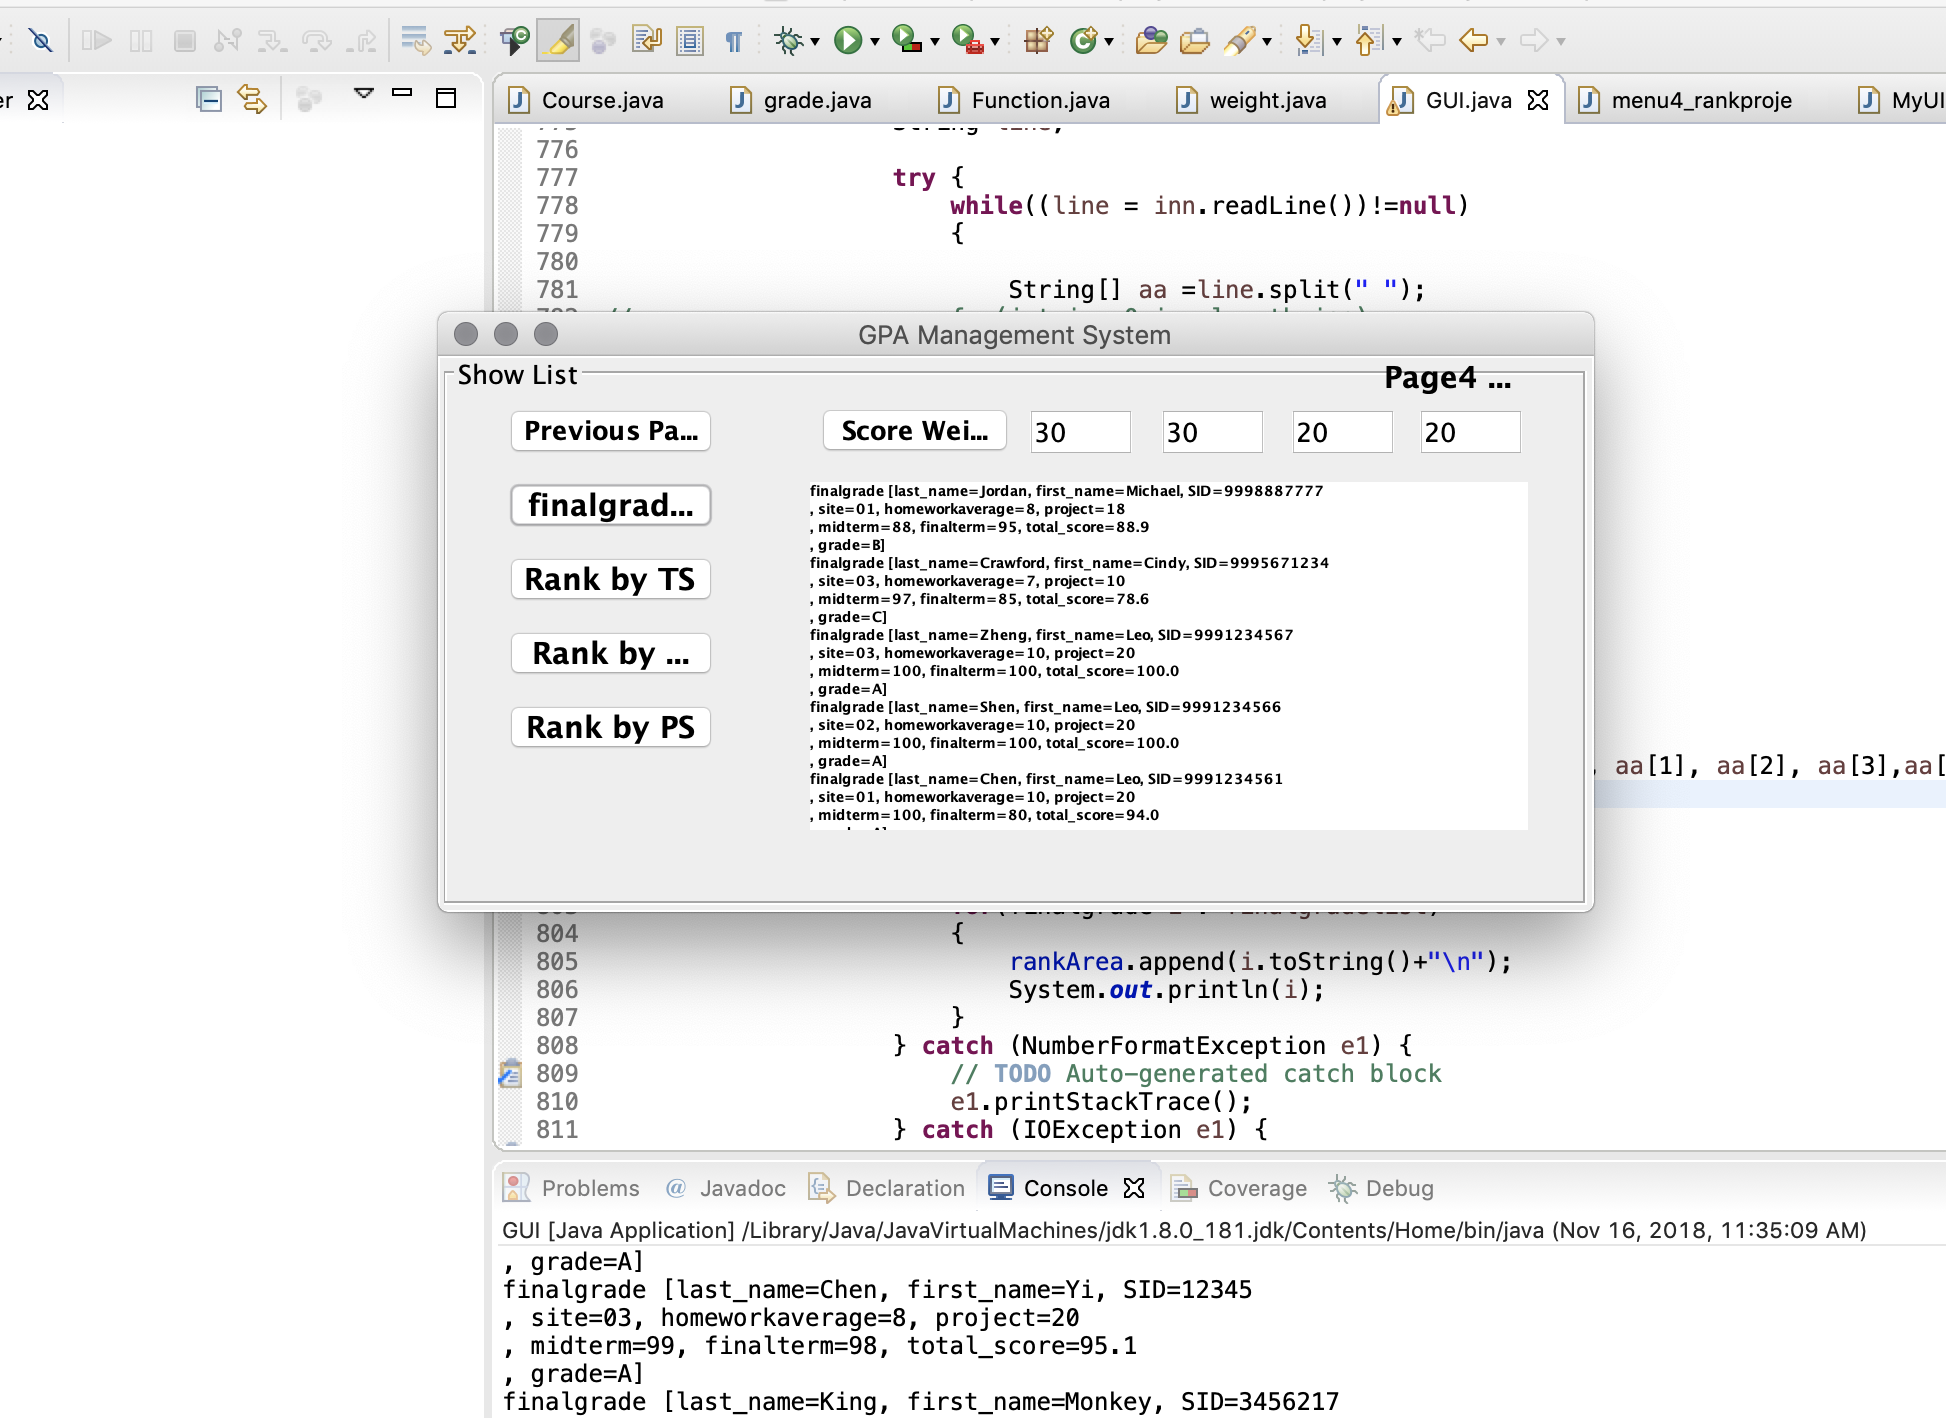 er
Course.java
grade.java
Function.java
weight.java
GUI.java
menu4_rankproje
MyUI
776
777 try {
778 while((line = inn.readLine())!=null)
779 {
780
781 String[] aa =line.split(" ");
GPA Management System
Show List
Page4 ...
Previous Pa...
Score Wei...
30
30
20
20
finalgrad...
Rank by TS
Rank by ...
Rank by PS
finalgrade [last_name=Jordan, first_name=Michael, SID=9998887777
, site=01, homeworkaverage=8, project=18
, midterm=88, finalterm=95, total_score=88.9
, grade=B]
finalgrade [last_name=Crawford, first_name=Cindy, SID=9995671234
, site=03, homeworkaverage=7, project=10
, midterm=97, finalterm=85, total_score=78.6
, grade=C]
finalgrade [last_name=Zheng, first_name=Leo, SID=9991234567
, site=03, homeworkaverage=10, project=20
, midterm=100, finalterm=100, total_score=100.0
, grade=A]
finalgrade [last_name=Shen, first_name=Leo, SID=9991234566
, site=02, homeworkaverage=10, project=20
, midterm=100, finalterm=100, total_score=100.0
, grade=A]
finalgrade [last_name=Chen, first_name=Leo, SID=9991234561
, site=01, homeworkaverage=10, project=20
, midterm=100, finalterm=80, total_score=94.0
, aa[1], aa[2], aa[3],aa[
804 {
805 rankArea.append(i.toString()+"\n");
806 System.out.println(i);
807 }
808 } catch (NumberFormatException e1) {
809 // TODO Auto-generated catch block
810 e1.printStackTrace();
811 } catch (IOException e1) {
Problems
@ Javadoc
Declaration
Console
Coverage
Debug
GUI [Java Application] /Library/Java/JavaVirtualMachines/jdk1.8.0_181.jdk/Contents/Home/bin/java (Nov 16, 2018, 11:35:09 AM)
, grade=A]
finalgrade [last_name=Chen, first_name=Yi, SID=12345
, site=03, homeworkaverage=8, project=20
, midterm=99, finalterm=98, total_score=95.1
, grade=A]
finalgrade [last_name=King, first_name=Monkey, SID=3456217